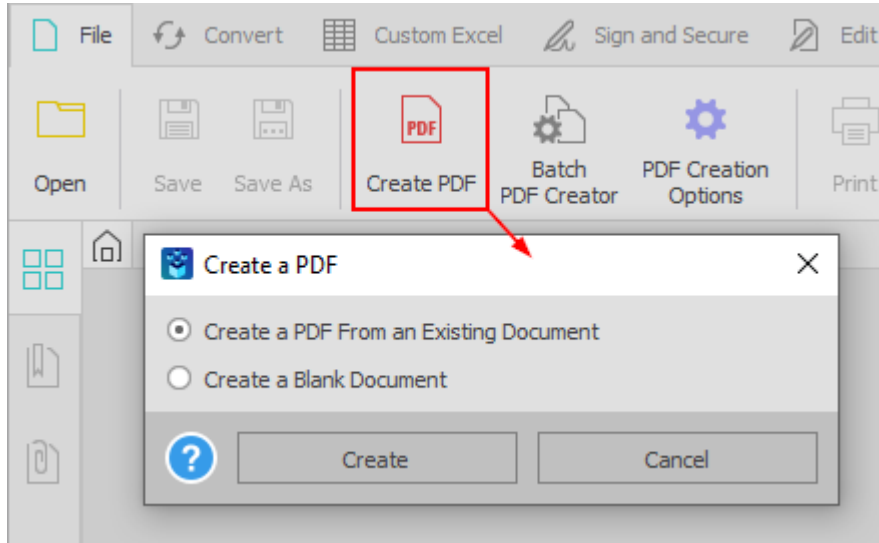 File
Convert
Custom Excel
Sign and Secure
Edit
Open
Save
Save As
PDF
Create PDF
Batch
PDF Creator
PDF Creation
Options
Print
Create a PDF
Create a PDF From an Existing Document
Create a Blank Document
?
Create
Cancel